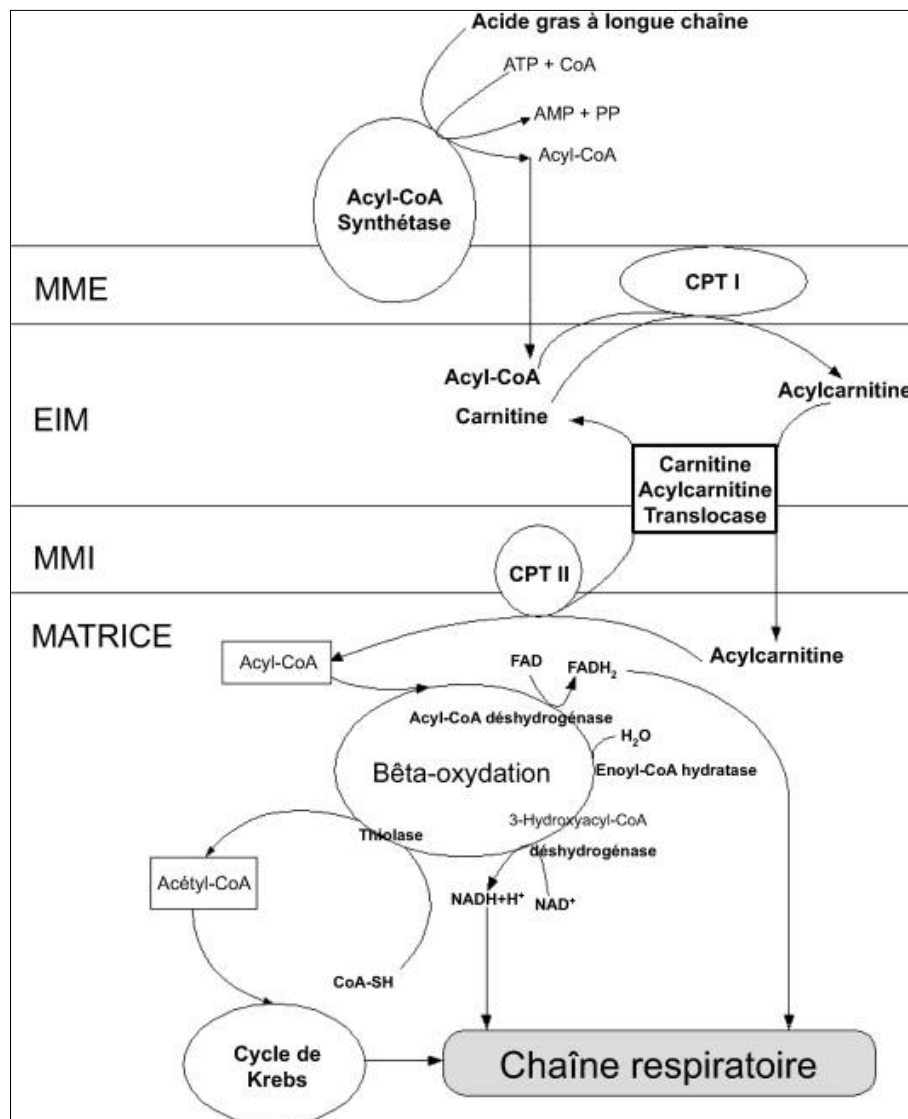 Acide gras à longue chaîne
ATP + CoA
AMP + PP
Acyl-CoA
Acyl-CoA
Synthétase
MME
CPT I
Acyl-CoA
Acylcarnitine
Carnitine
EIM
Carnitine
Acylcarnitine
Translocase
MMI
CPT II
MATRICE
Acyl-CoA
FAD
FADH₂
Acylcarnitine
Acyl-CoA déshydrogénase
H₂O
Bêta-oxydation
Enoyl-CoA hydratase
3-Hydroxyacyl-CoA
Thiolase
déshydrogénase
Acétyl-CoA
NADH+H⁺
NAD⁺
CoA-SH
Cycle de
Krebs
Chaîne respiratoire